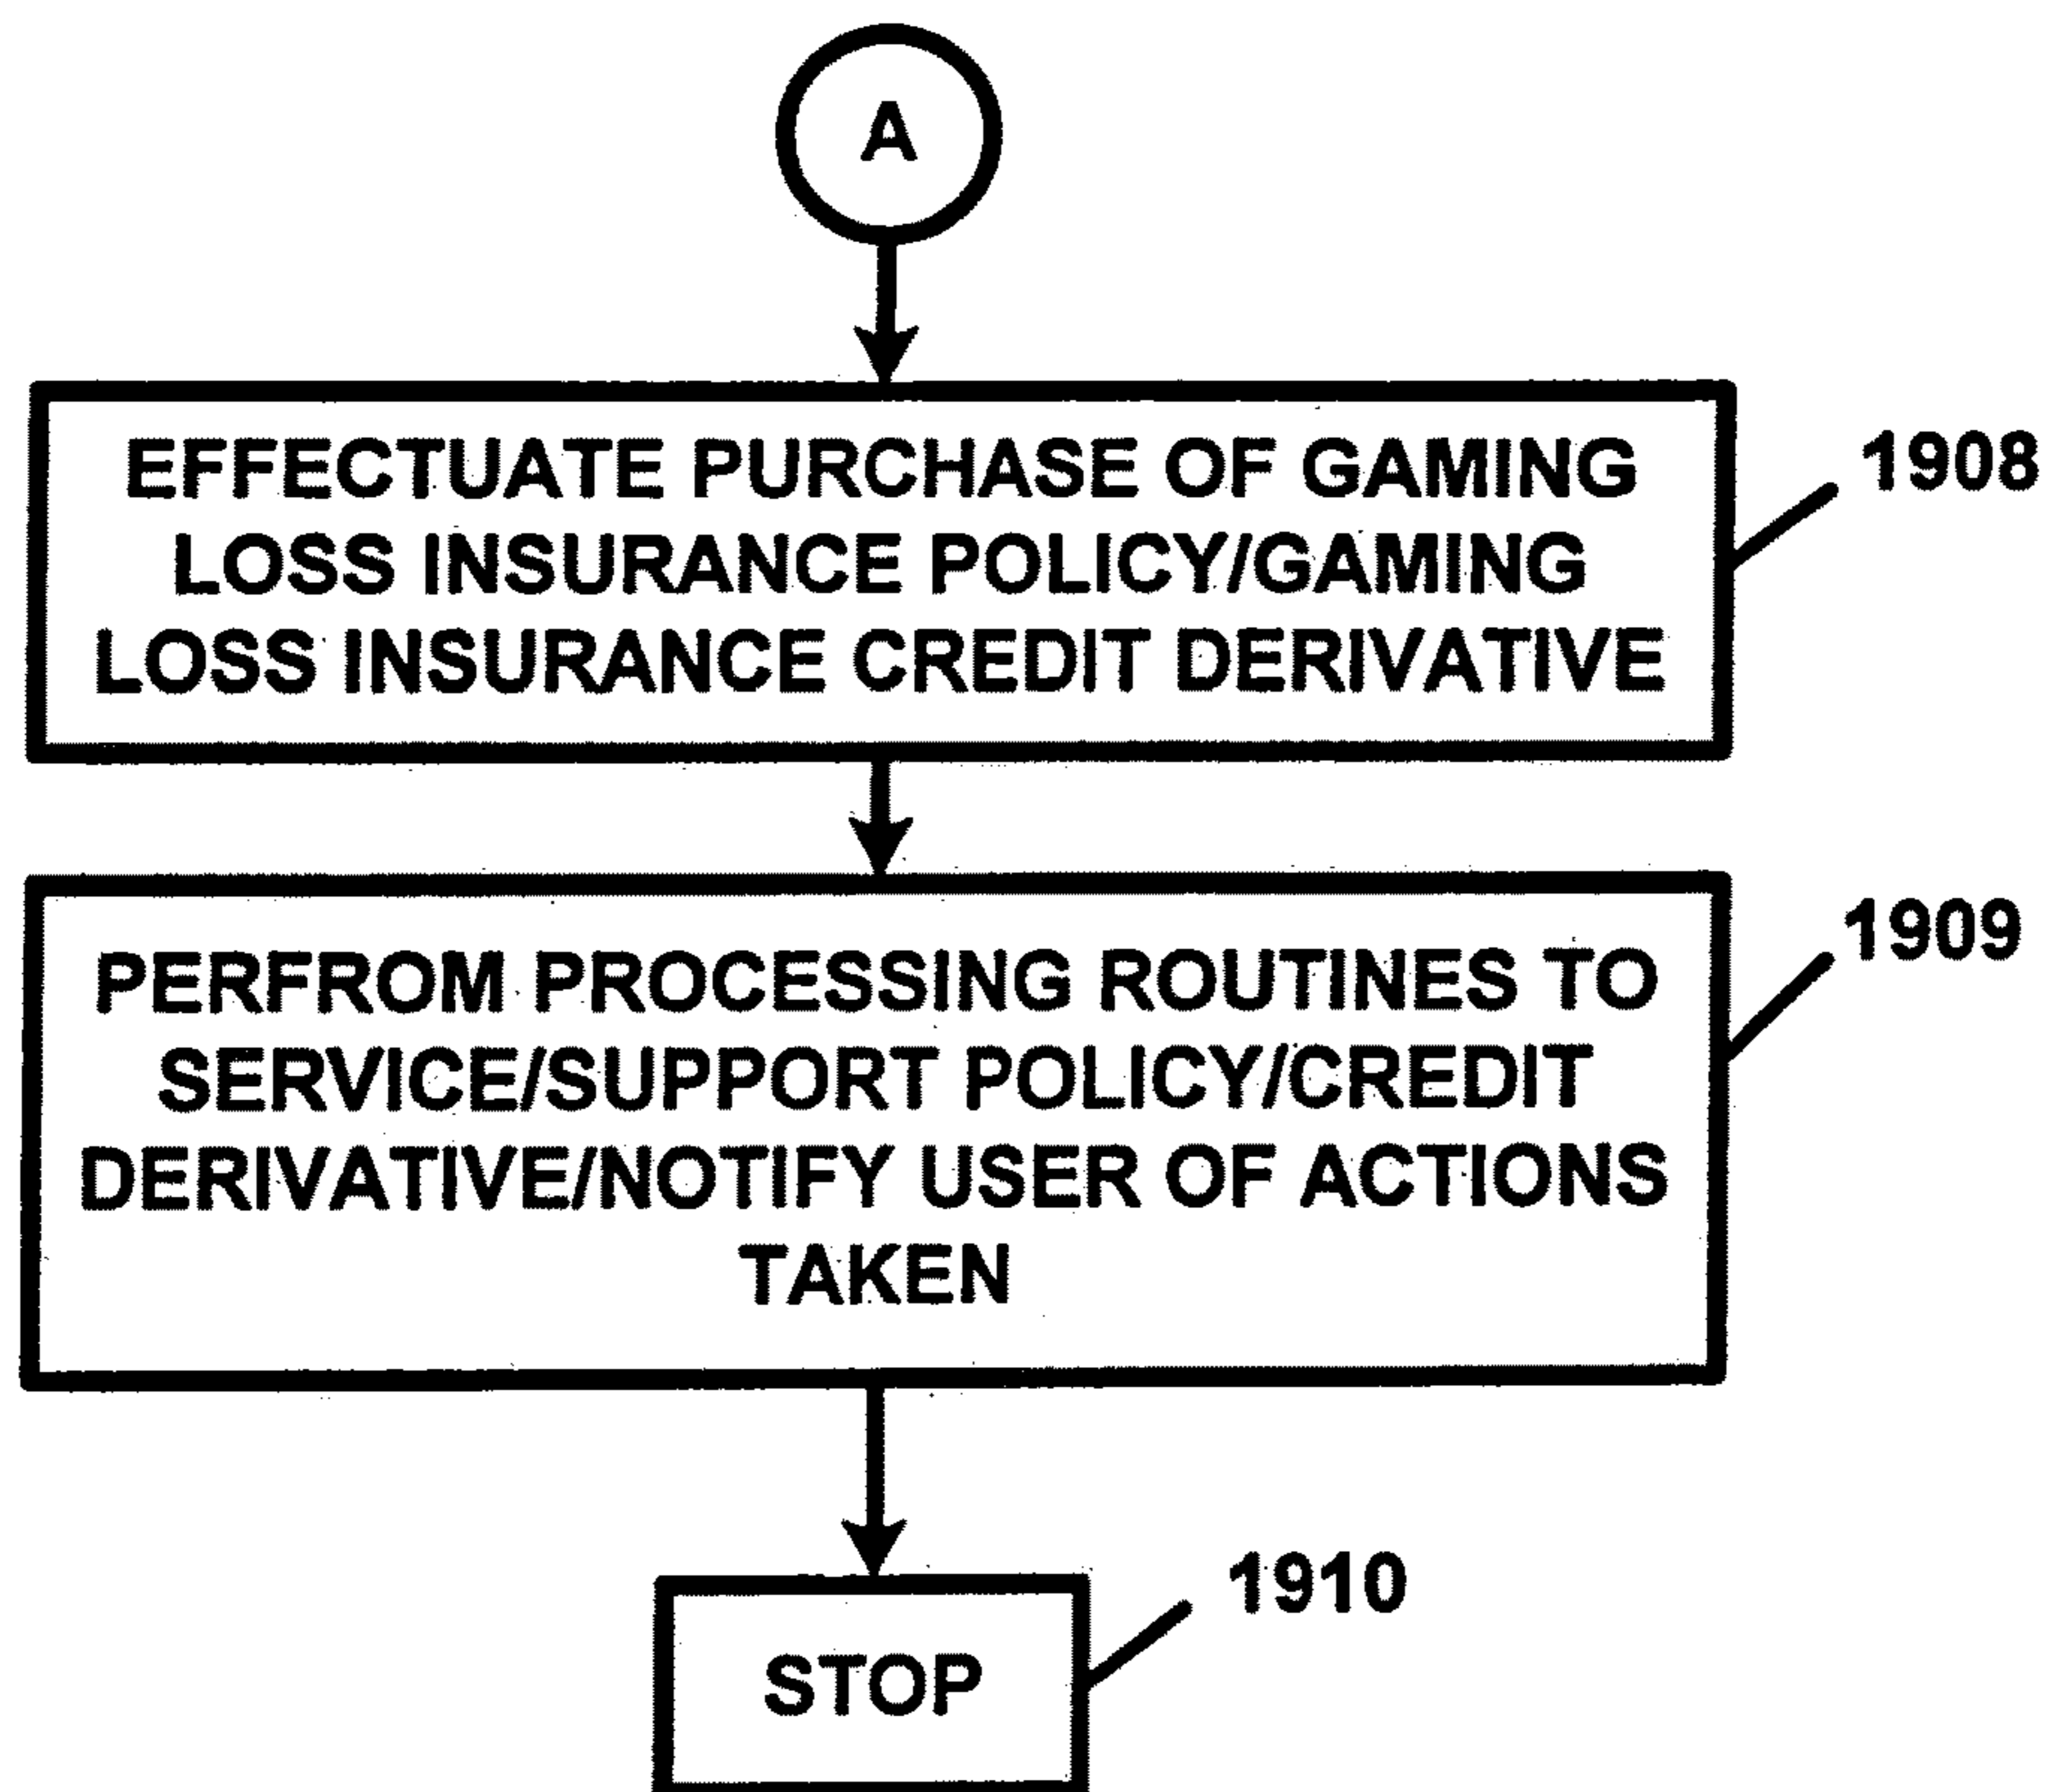 A
EFFECTUATE PURCHASE OF GAMING
LOSS INSURANCE POLICY/GAMING
LOSS INSURANCE CREDIT DERIVATIVE
1908
PERFROM PROCESSING ROUTINES TO
SERVICE/SUPPORT POLICY/CREDIT
DERIVATIVE/NOTIFY USER OF ACTIONS
TAKEN
1909
STOP
1910